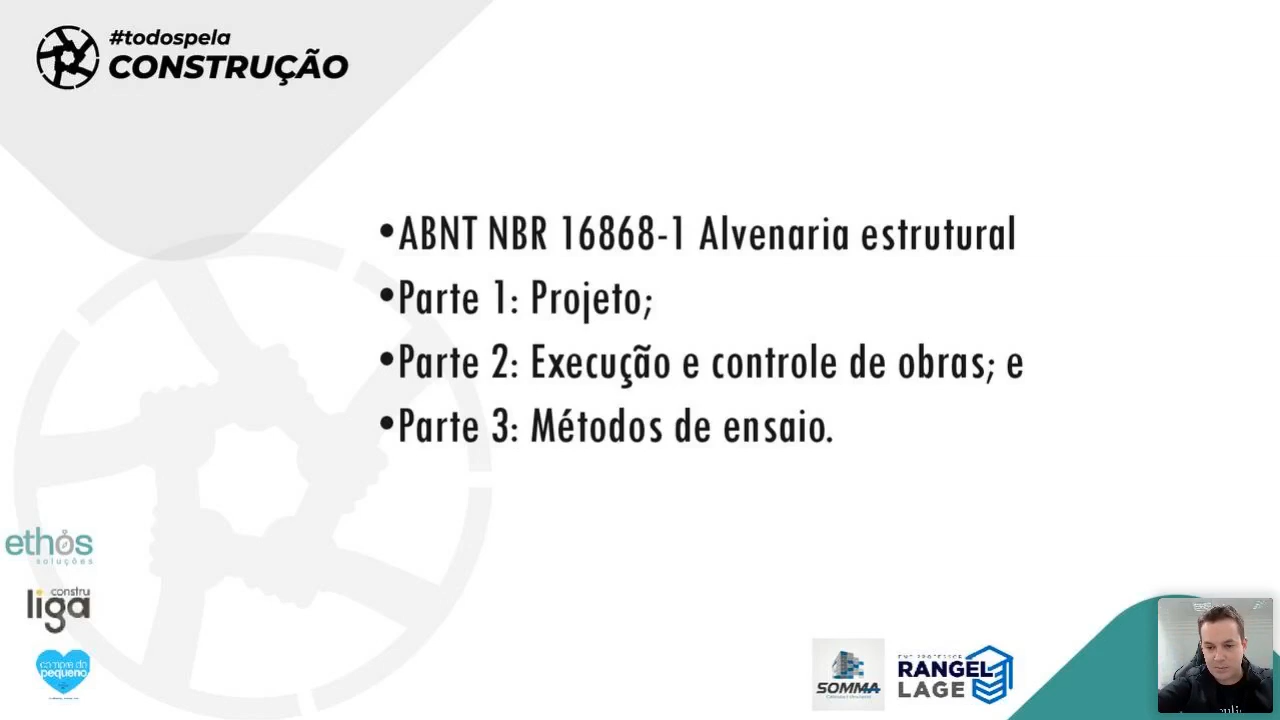 #todospela
CONSTRUÇÃO
•ABNT NBR 16868-1 Alvenaria estrutural
•Parte 1: Projeto;
•Parte 2: Execução e controle de obras; e
•Parte 3: Métodos de ensaio.
ethos
soluções
constru
liga
compre do
pequeno
SOMMA
RANGEL
LAGE